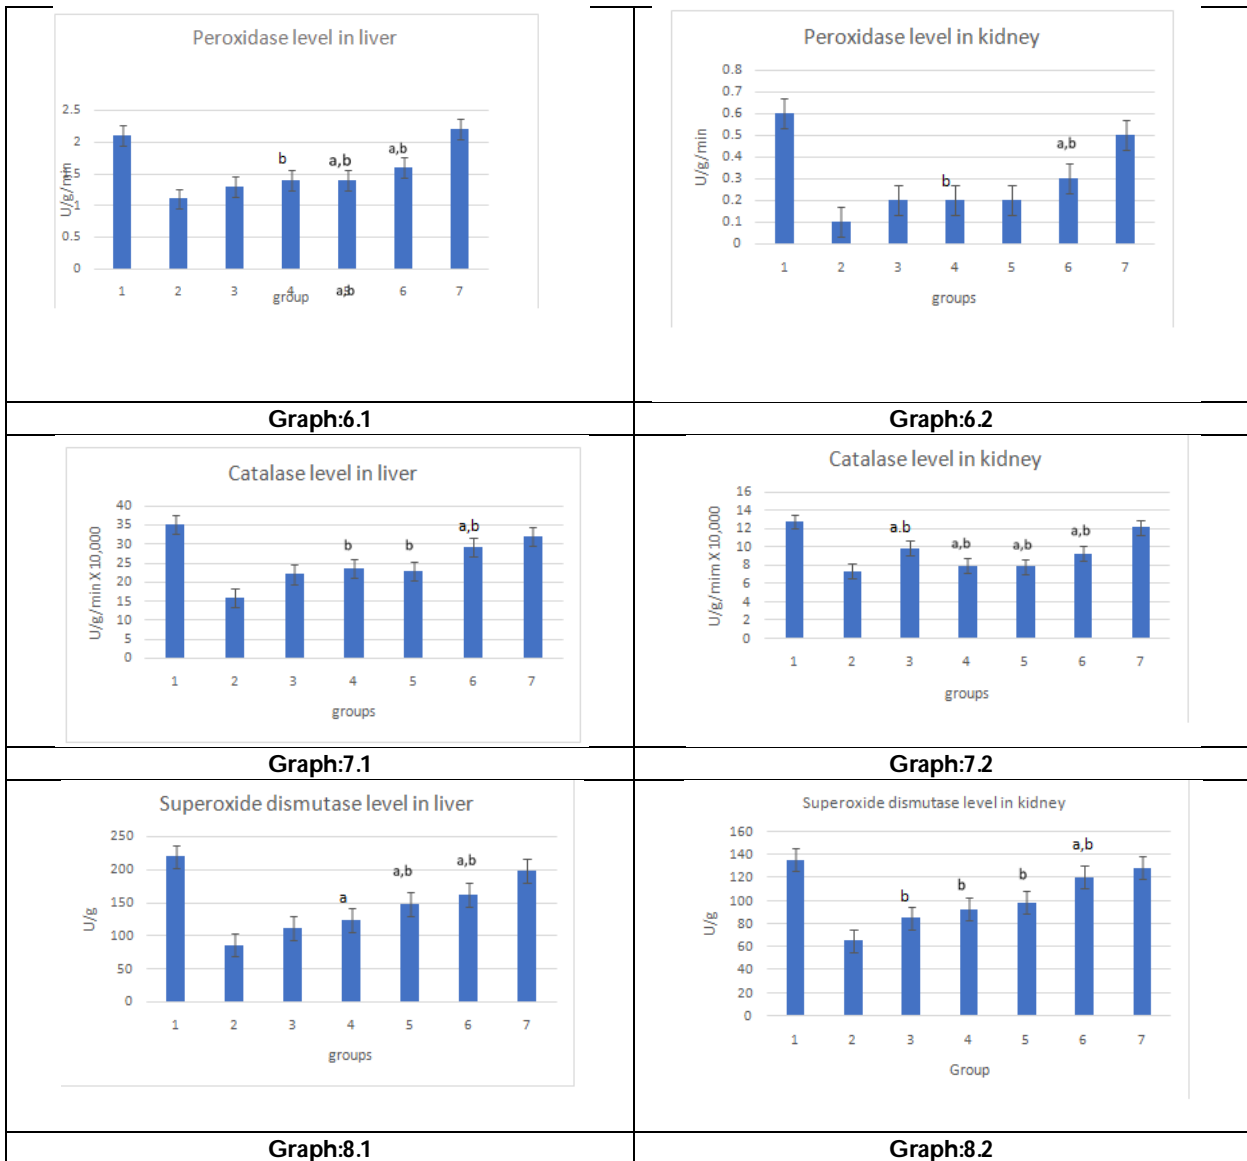 Peroxidase level in liver
2.5
2
1.5
1
0.5
0
U/g/min
b
a,b
a,b
1 2 3 4 5 6 7
group
a,b
Graph:6.1
Peroxidase level in kidney
0.8
0.7
0.6
0.5
0.4
0.3
0.2
0.1
0
U/g/min
b
a,b
1 2 3 4 5 6 7
groups
Graph:6.2
Catalase level in liver
40
35
30
25
20
15
10
5
0
U/g/min X 10,000
b
b
a,b
1 2 3 4 5 6 7
groups
Graph:7.1
Catalase level in kidney
16
14
12
10
8
6
4
2
0
U/g/mim X 10,000
a.b
a,b
a,b
a,b
1 2 3 4 5 6 7
groups
Graph:7.2
Superoxide dismutase level in liver
250
200
150
100
50
0
U/g
a
a,b
a,b
1 2 3 4 5 6 7
groups
Graph:8.1
Superoxide dismutase level in kidney
160
140
120
100
80
60
40
20
0
U/g
b
b
b
a,b
1 2 3 4 5 6 7
Group
Graph:8.2